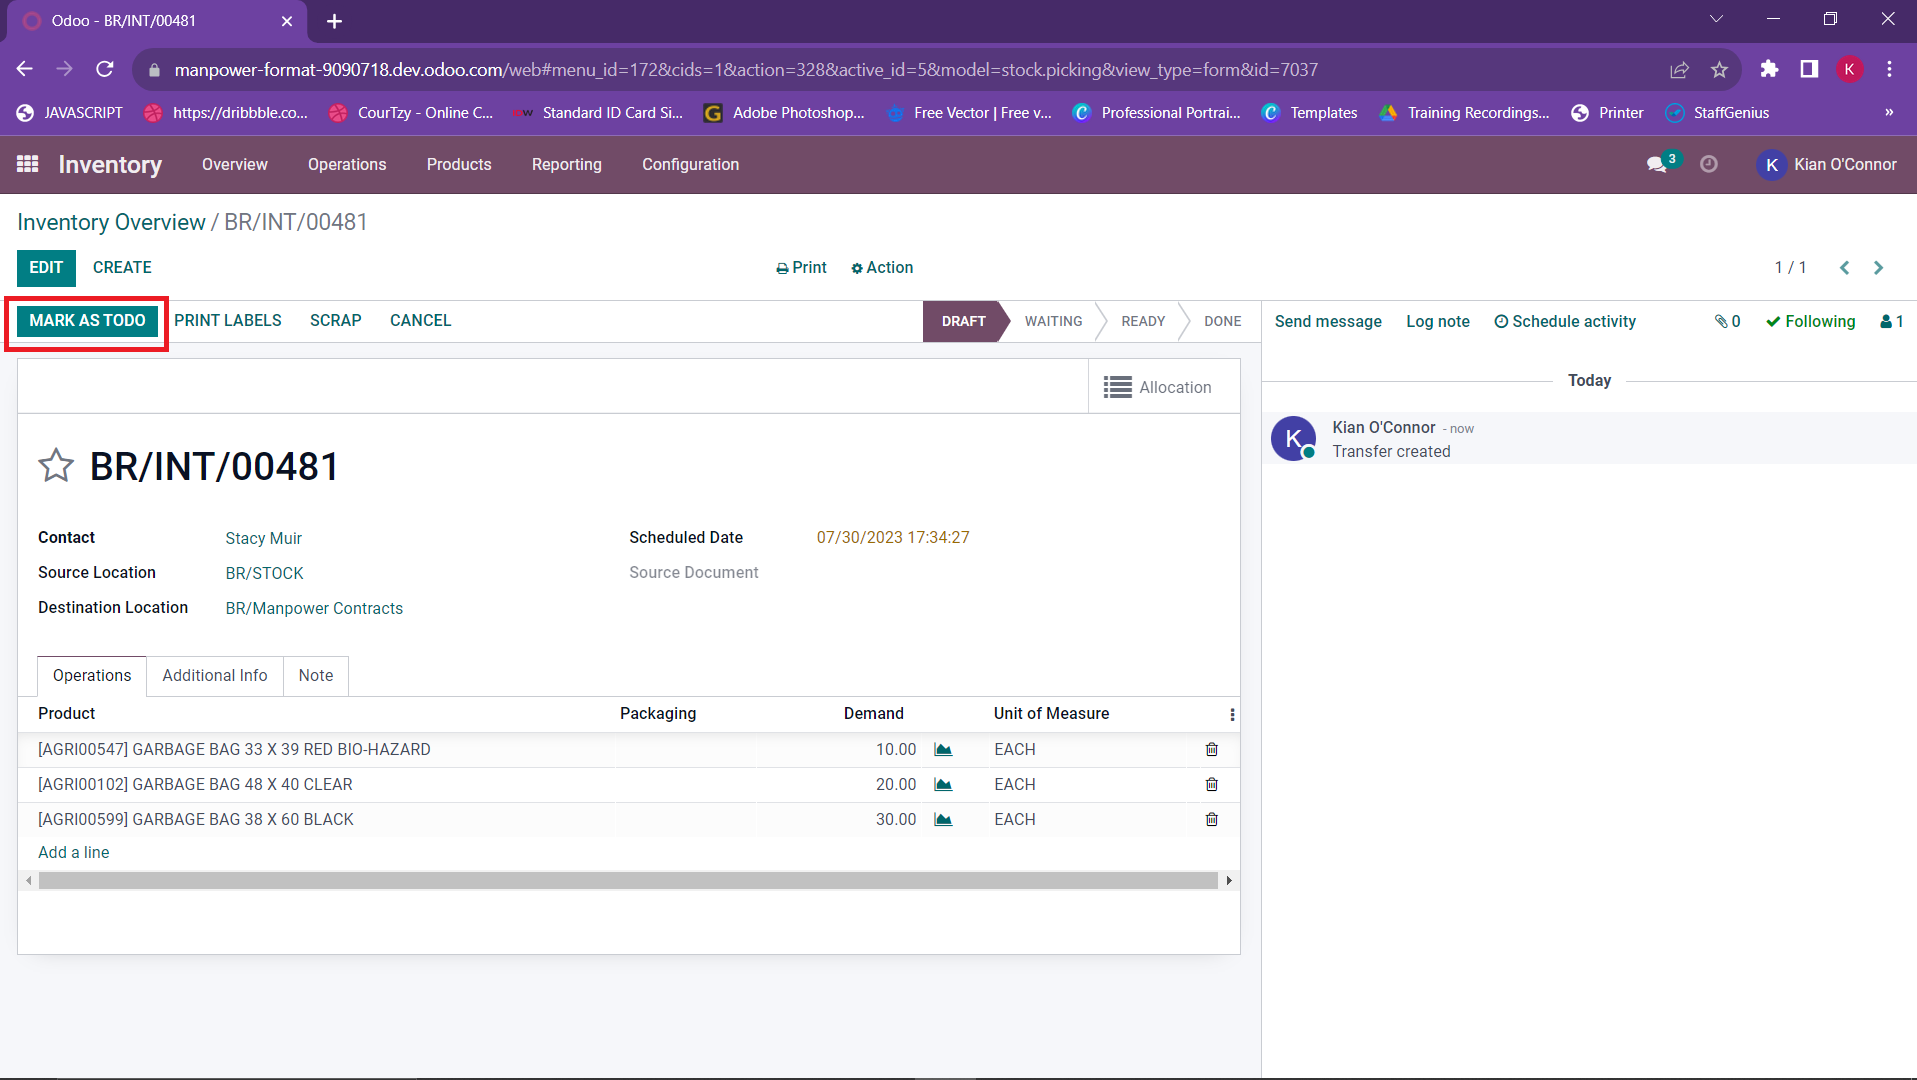 Odoo - BR/INT/00481
manpower-format-9090718.dev.odoo.com/web#menu_id=172&cids=1&action=328&active_id=5&model=stock.picking&view_type=form&id=7037
K
JAVASCRIPT https://dribbble.co... CourTzy - Online C... Standard ID Card Si... Adobe Photoshop... Free Vector | Free v... Professional Portrai... Templates Training Recordings... Printer StaffGenius »
Inventory Overview Operations Products Reporting Configuration 3 K Kian O'Connor
Inventory Overview / BR/INT/00481
EDIT CREATE Print Action 1 / 1
MARK AS TODO PRINT LABELS SCRAP CANCEL DRAFT WAITING READY DONE Send message Log note Schedule activity 0 Following 1
Allocation
Today
K Kian O'Connor - now
Transfer created
BR/INT/00481
Contact Stacy Muir Scheduled Date 07/30/2023 17:34:27
Source Location BR/STOCK Source Document
Destination Location BR/Manpower Contracts
Operations Additional Info Note
Product Packaging Demand Unit of Measure
[AGRI00547] GARBAGE BAG 33 X 39 RED BIO-HAZARD 10.00 EACH
[AGRI00102] GARBAGE BAG 48 X 40 CLEAR 20.00 EACH
[AGRI00599] GARBAGE BAG 38 X 60 BLACK 30.00 EACH
Add a line